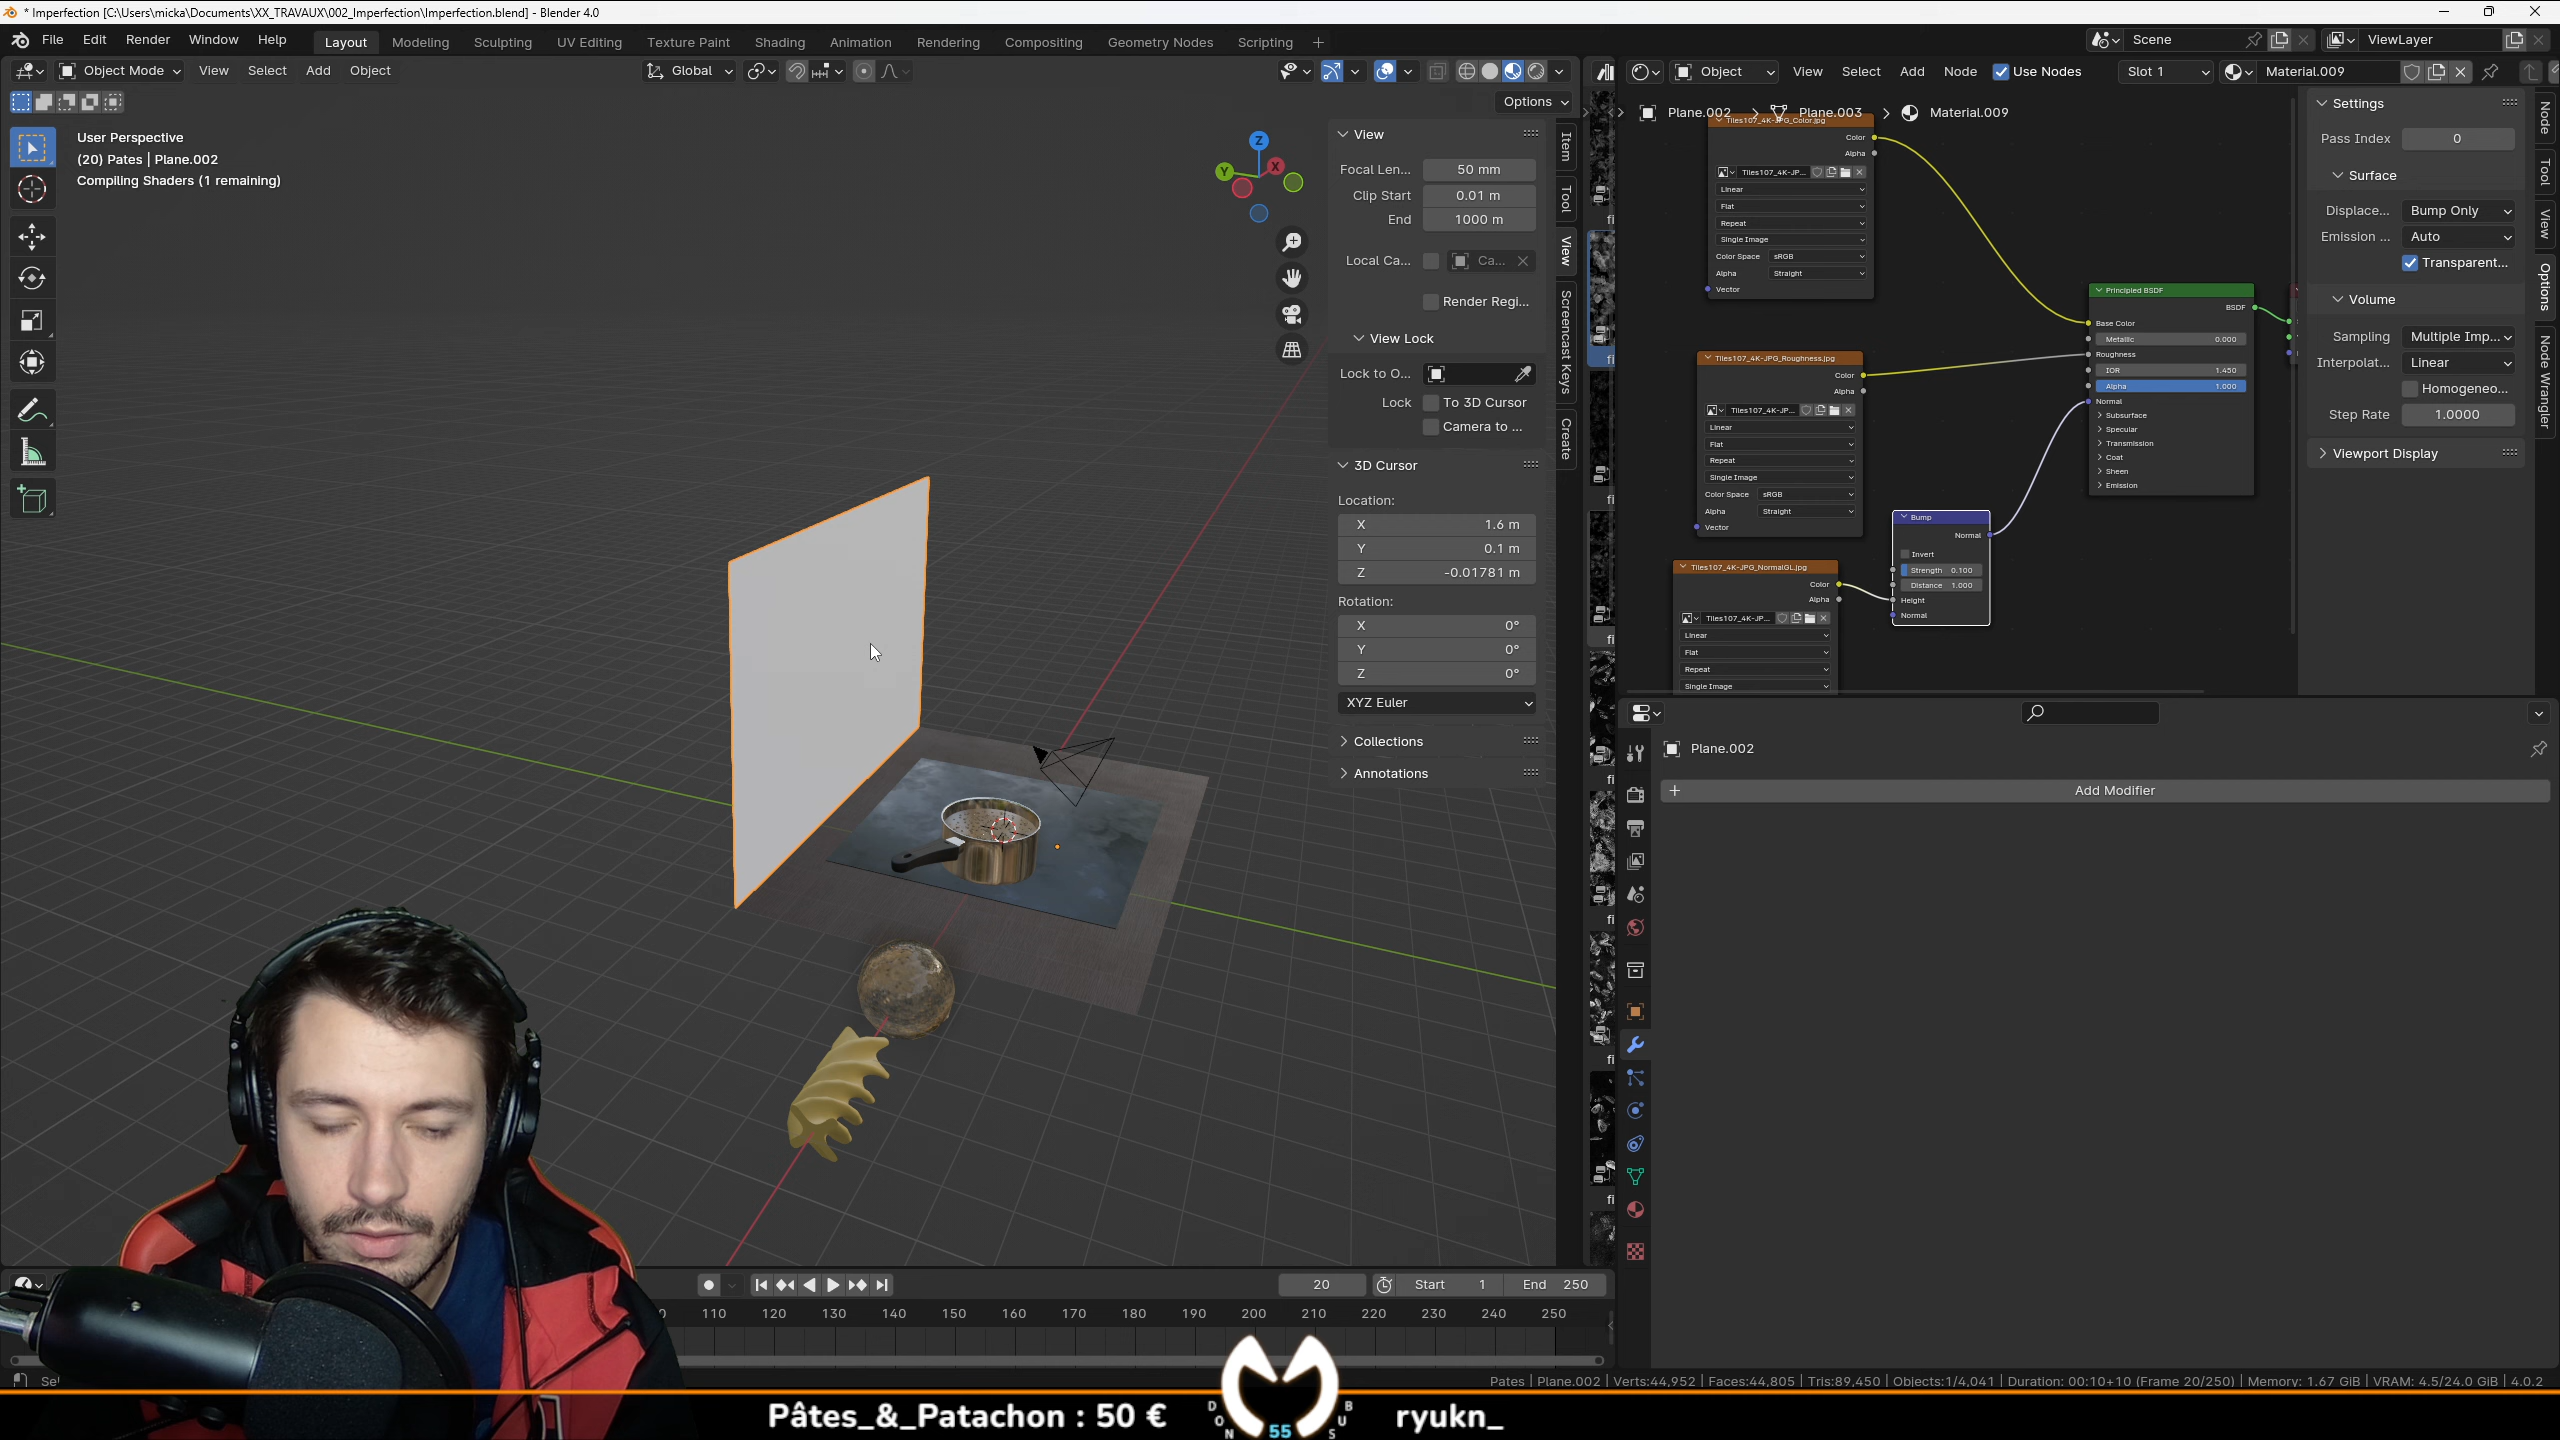 * Imperfection [C:\Users\micka\Documents\XX_TRAVAUX\002_Imperfection\Imperfection.blend] - Blender 4.0
File Edit Render Window Help Layout Modeling Sculpting UV Editing Texture Paint Shading Animation Rendering Compositing Geometry Nodes Scripting + Scene ViewLayer
Object Mode View Select Add Object Global
Options
User Perspective
(20) Pates | Plane.002
Compiling Shaders (1 remaining)
Z
Y
X
View
Focal Len... 50 mm
Clip Start 0.01 m
End 1000 m
Local Ca... Ca...
Render Regi...
View Lock
Lock to O...
Lock To 3D Cursor
Camera to ...
3D Cursor
Location:
X 1.6 m
Y 0.1 m
Z -0.01781 m
Rotation:
X 0°
Y 0°
Z 0°
XYZ Euler
Collections
Annotations
Item
Tool
View
Screencast Keys
Create
fi
fi
fi
fi
fi
fi
fi
fi
fi
Object View Select Add Node Use Nodes Slot 1 Material.009
Plane.002 > Plane.003 > Material.009
Tiles107_4K-JPG_Color.jpg
Color
Alpha
Tiles107_4K-JP...
Linear
Flat
Repeat
Single Image
Color Space sRGB
Alpha Straight
Vector
Tiles107_4K-JPG_Roughness.jpg
Color
Alpha
Tiles107_4K-JP...
Linear
Flat
Repeat
Single Image
Color Space sRGB
Alpha Straight
Vector
Tiles107_4K-JPG_NormalGL.jpg
Color
Alpha
Tiles107_4K-JP...
Linear
Flat
Repeat
Single Image
Bump
Normal
Invert
Strength 0.100
Distance 1.000
Height
Normal
Principled BSDF
BSDF
Base Color
Metallic 0.000
Roughness
IOR 1.450
Alpha 1.000
Normal
Subsurface
Specular
Transmission
Coat
Sheen
Emission
Settings
Pass Index 0
Surface
Displace... Bump Only
Emission ... Auto
Transparent...
Volume
Sampling Multiple Imp...
Interpolat... Linear
Homogeneo...
Step Rate 1.0000
Viewport Display
Node
Tool
View
Options
Node Wrangler
Plane.002
+ Add Modifier
20 Start 1 End 250
0 110 120 130 140 150 160 170 180 190 200 210 220 230 240 250
Sel
Pates | Plane.002 | Verts:44,952 | Faces:44,805 | Tris:89,450 | Objects:1/4,041 | Duration: 00:10+10 (Frame 20/250) | Memory: 1.67 GiB | VRAM: 4.5/24.0 GiB | 4.0.2
Pâtes_&_Patachon : 50 € DON 55 SUB ryukn_